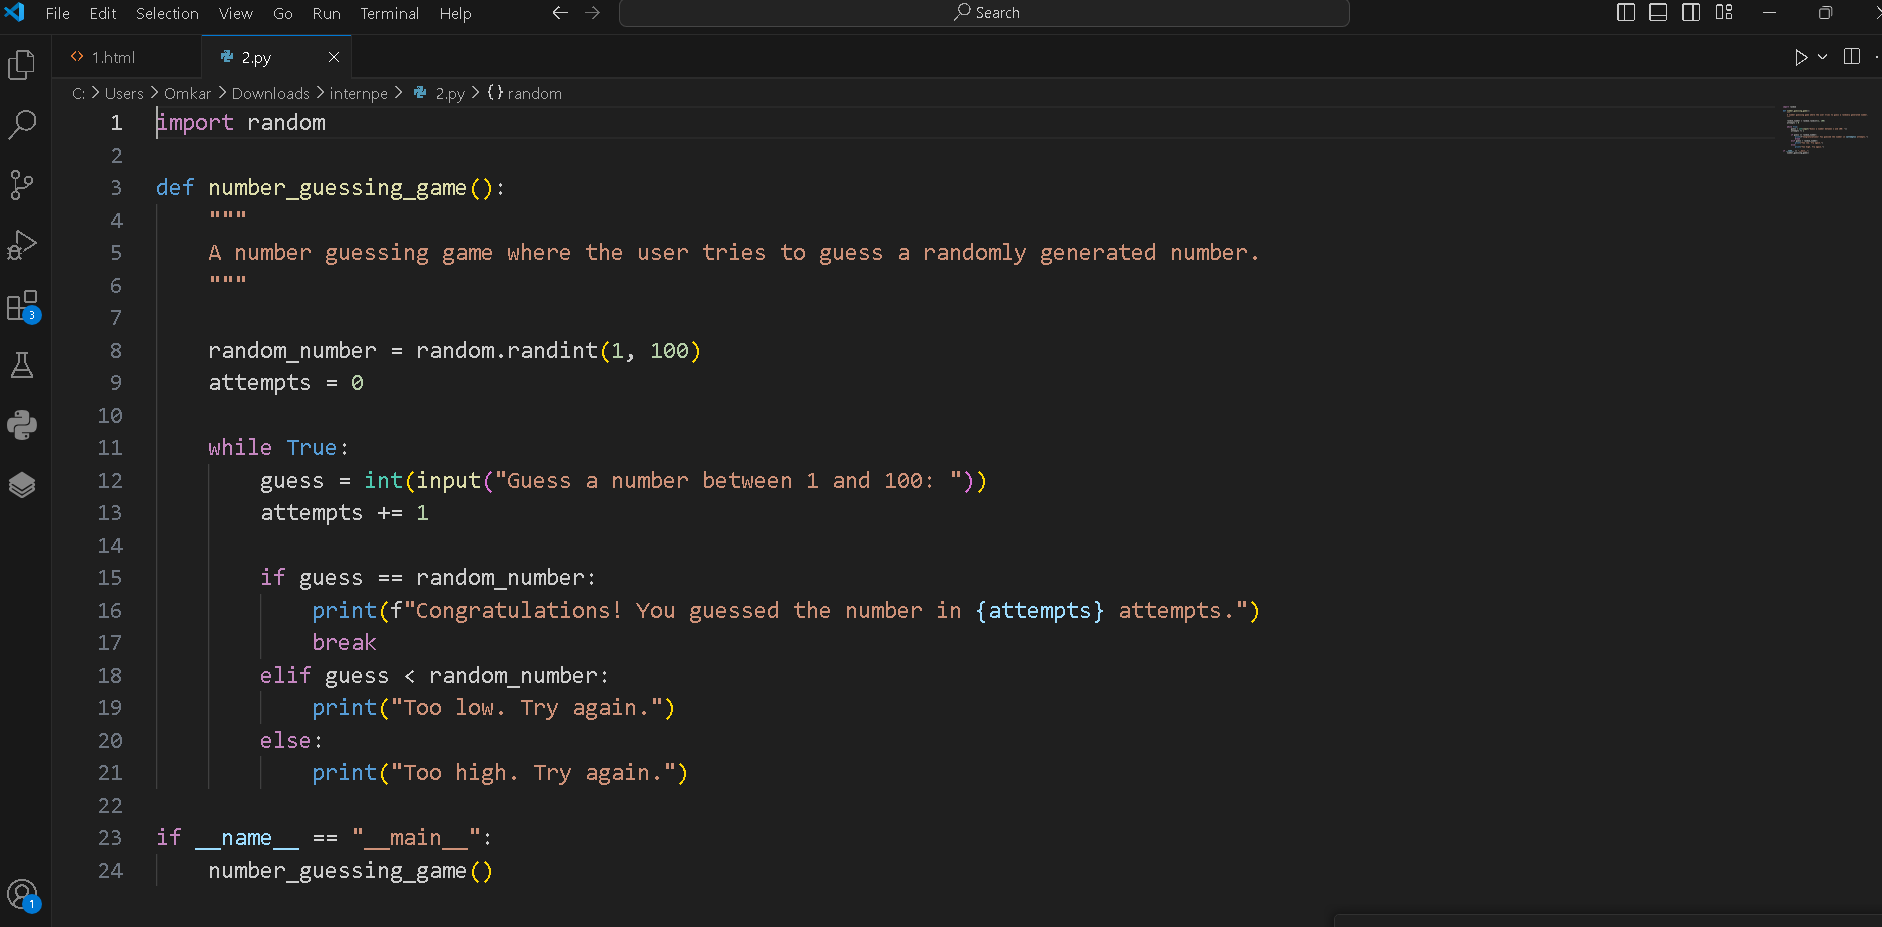 File Edit Selection View Go Run Terminal Help Search
1.html 2.py
C: > Users > Omkar > Downloads > internpe > 2.py > {} random
1 import random
2
3 def number_guessing_game():
4     """
5     A number guessing game where the user tries to guess a randomly generated number.
6     """
7
8     random_number = random.randint(1, 100)
9     attempts = 0
10
11     while True:
12         guess = int(input("Guess a number between 1 and 100: "))
13         attempts += 1
14
15         if guess == random_number:
16             print(f"Congratulations! You guessed the number in {attempts} attempts.")
17             break
18         elif guess < random_number:
19             print("Too low. Try again.")
20         else:
21             print("Too high. Try again.")
22
23 if __name__ == "__main__":
24     number_guessing_game()
3
1